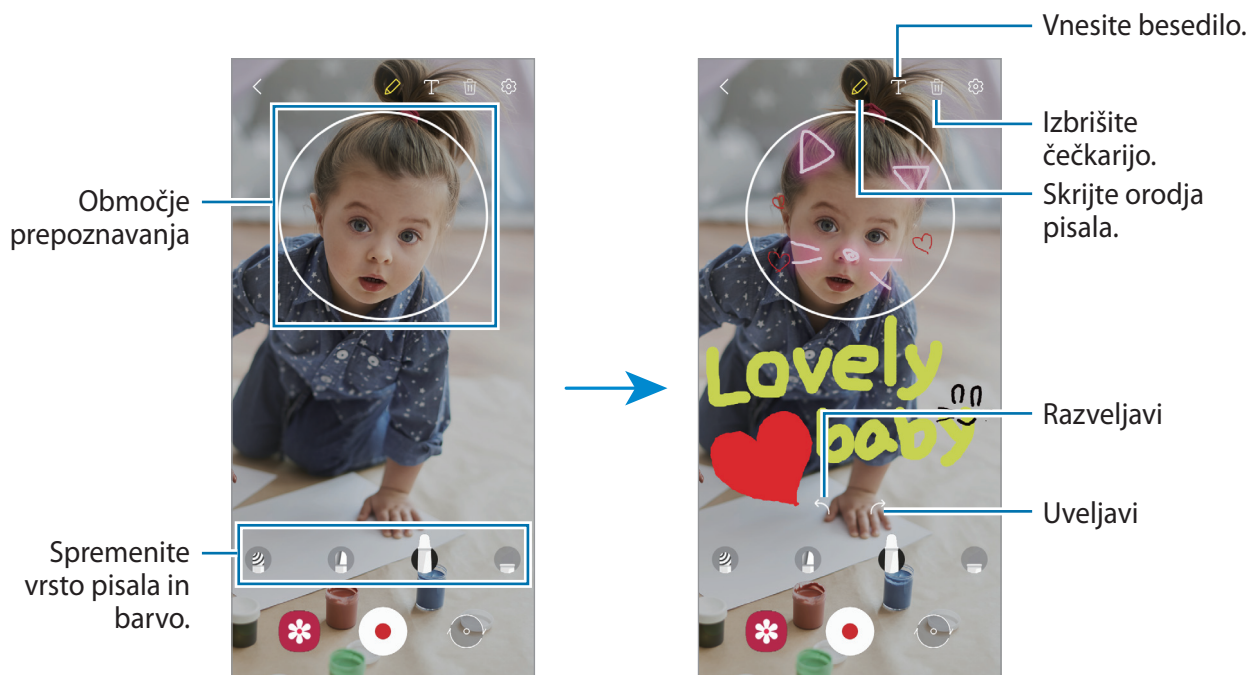 Vnesite besedilo.
Izbrišite
čečkarijo.
Skrijte orodja
pisala.
Območje
prepoznavanja
Lovely
baby
Razveljavi
Uveljavi
Spremenite
vrsto pisala in
barvo.